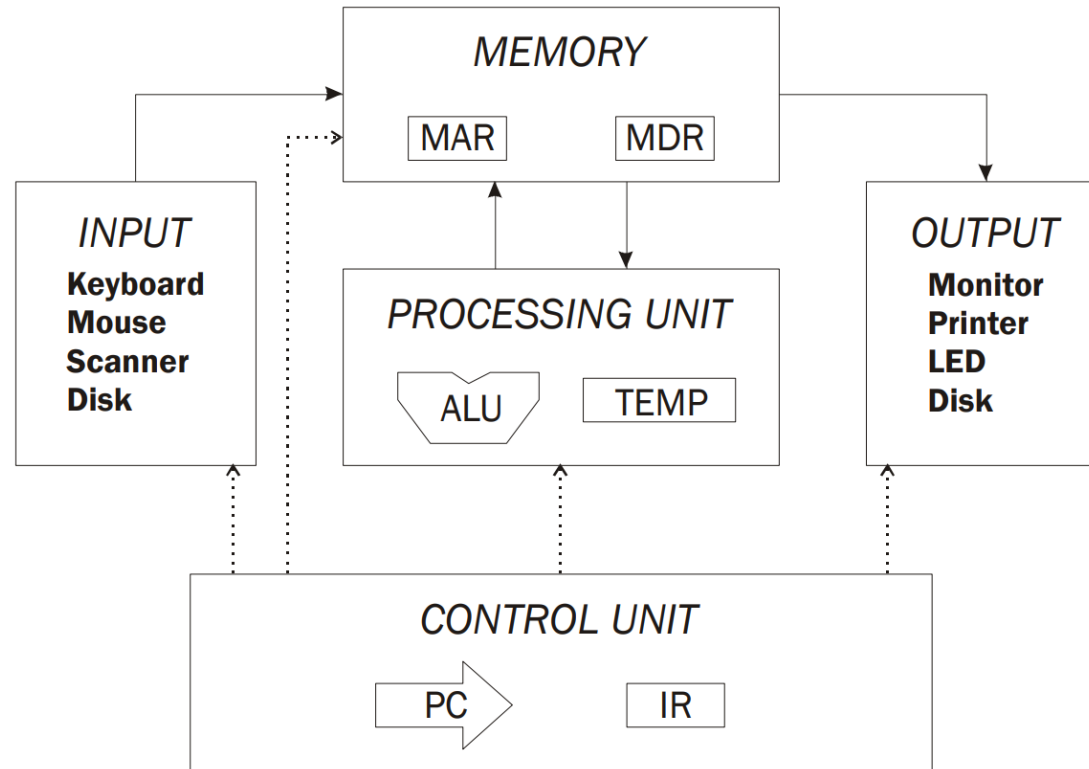 MEMORY
MAR MDR
INPUT
Keyboard
Mouse
Scanner
Disk
PROCESSING UNIT
ALU TEMP
OUTPUT
Monitor
Printer
LED
Disk
CONTROL UNIT
PC IR